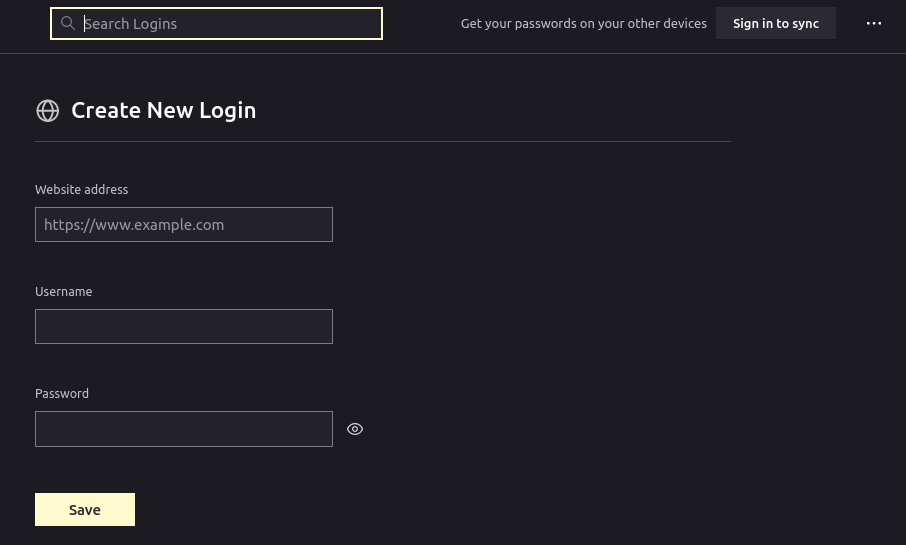 Search Logins
Get your passwords on your other devices
Sign in to sync
Create New Login
Website address
https://www.example.com
Username
Password
Save